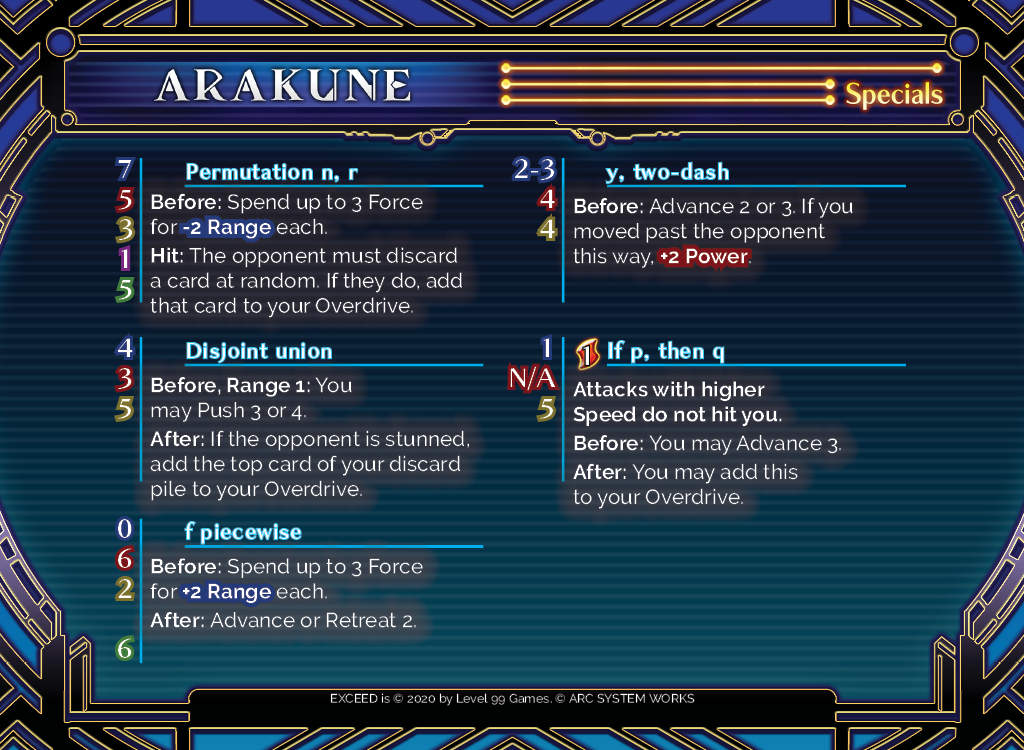 ARAKUNE
Specials
7
5
3
1
5
Permutation n, r
Before: Spend up to 3 Force
for -2 Range each.
Hit: The opponent must discard
a card at random. If they do, add
that card to your Overdrive.
4
3
5
Disjoint union
Before, Range 1: You
may Push 3 or 4.
After: If the opponent is stunned,
add the top card of your discard
pile to your Overdrive.
0
6
2
6
f piecewise
Before: Spend up to 3 Force
for +2 Range each.
After: Advance or Retreat 2.
2-3
4
4
y, two-dash
Before: Advance 2 or 3. If you
moved past the opponent
this way, +2 Power.
1
N/A
5
1 If p, then q
Attacks with higher
Speed do not hit you.
Before: You may Advance 3.
After: You may add this
to your Overdrive.
EXCEED is © 2020 by Level 99 Games. © ARC SYSTEM WORKS